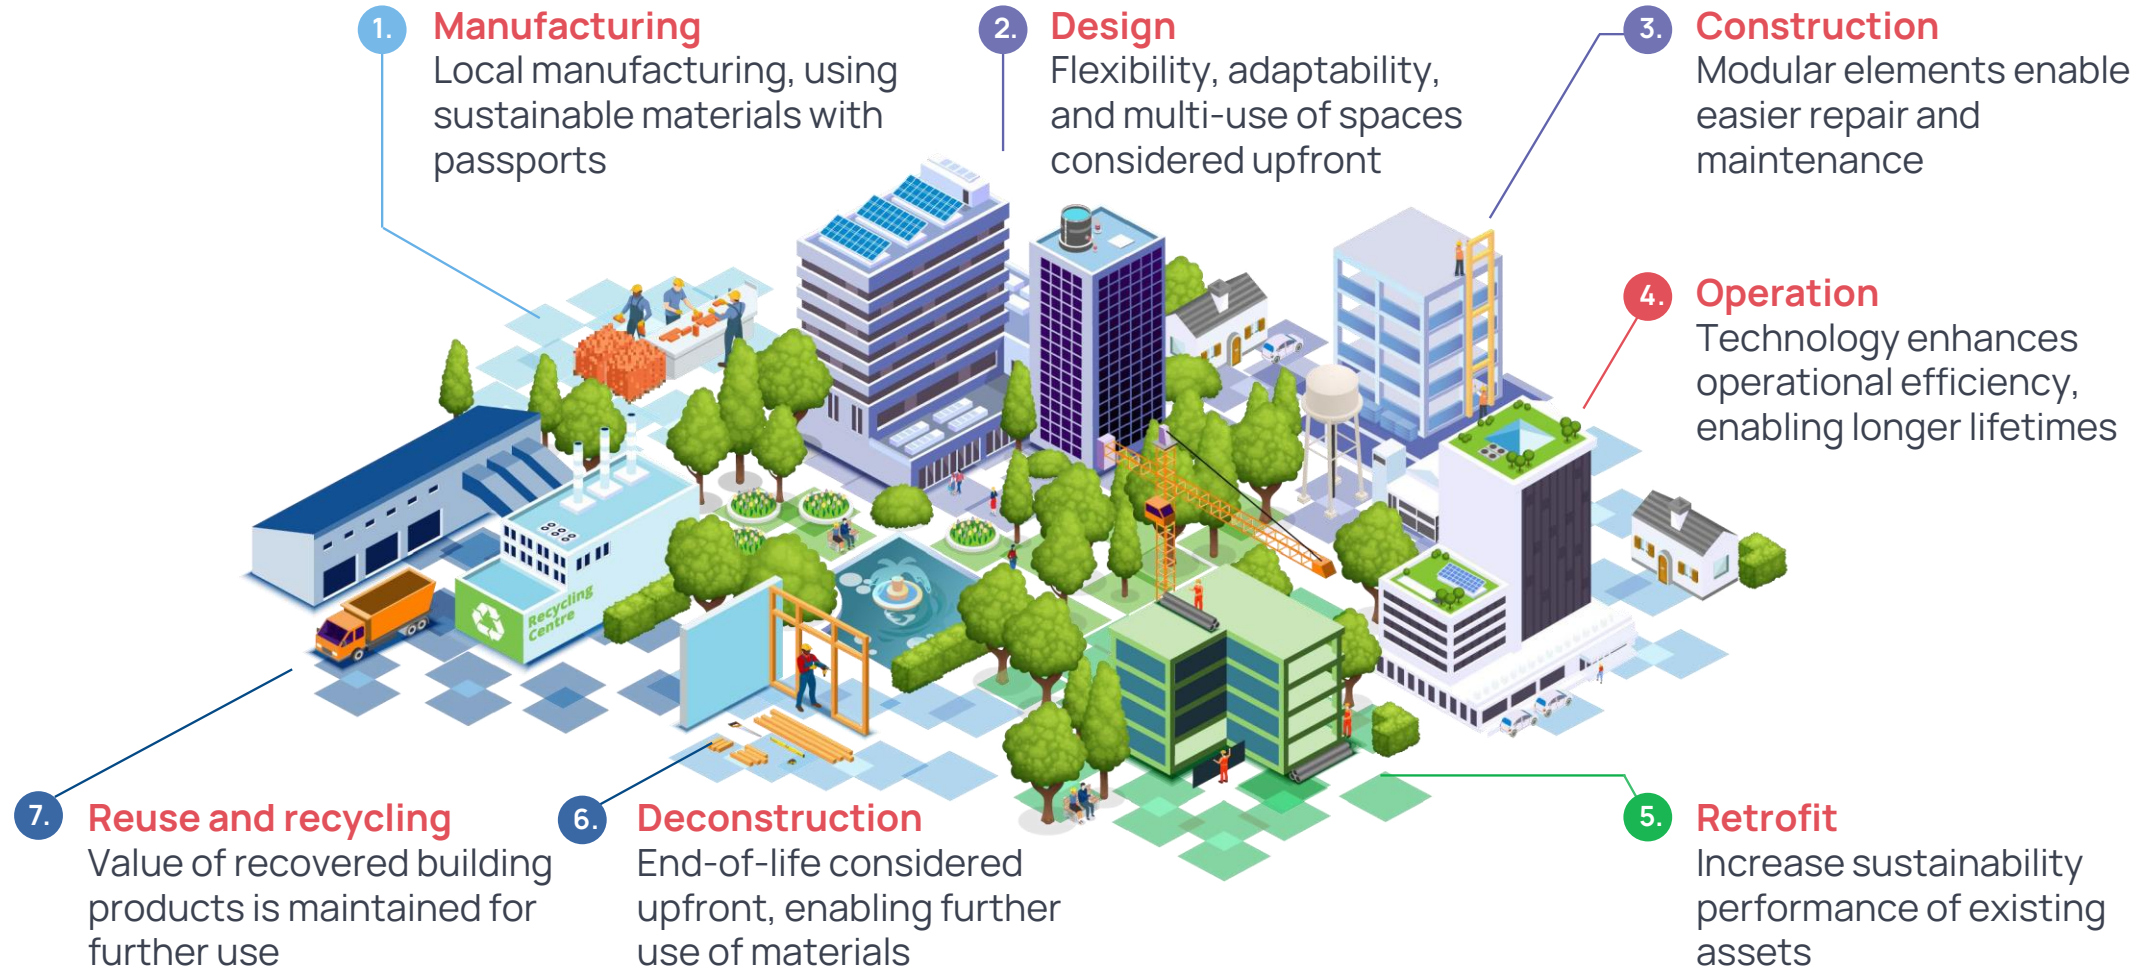 1.
Manufacturing
Local manufacturing, using
sustainable materials with
passports
2.
Design
Flexibility, adaptability,
and multi-use of spaces
considered upfront
3.
Construction
Modular elements enable
easier repair and
maintenance
4.
Operation
Technology enhances
operational efficiency,
enabling longer lifetimes
Recycling
Centre
7.
Reuse and recycling
Value of recovered building
products is maintained for
further use
6.
Deconstruction
End-of-life considered
upfront, enabling further
use of materials
5.
Retrofit
Increase sustainability
performance of existing
assets